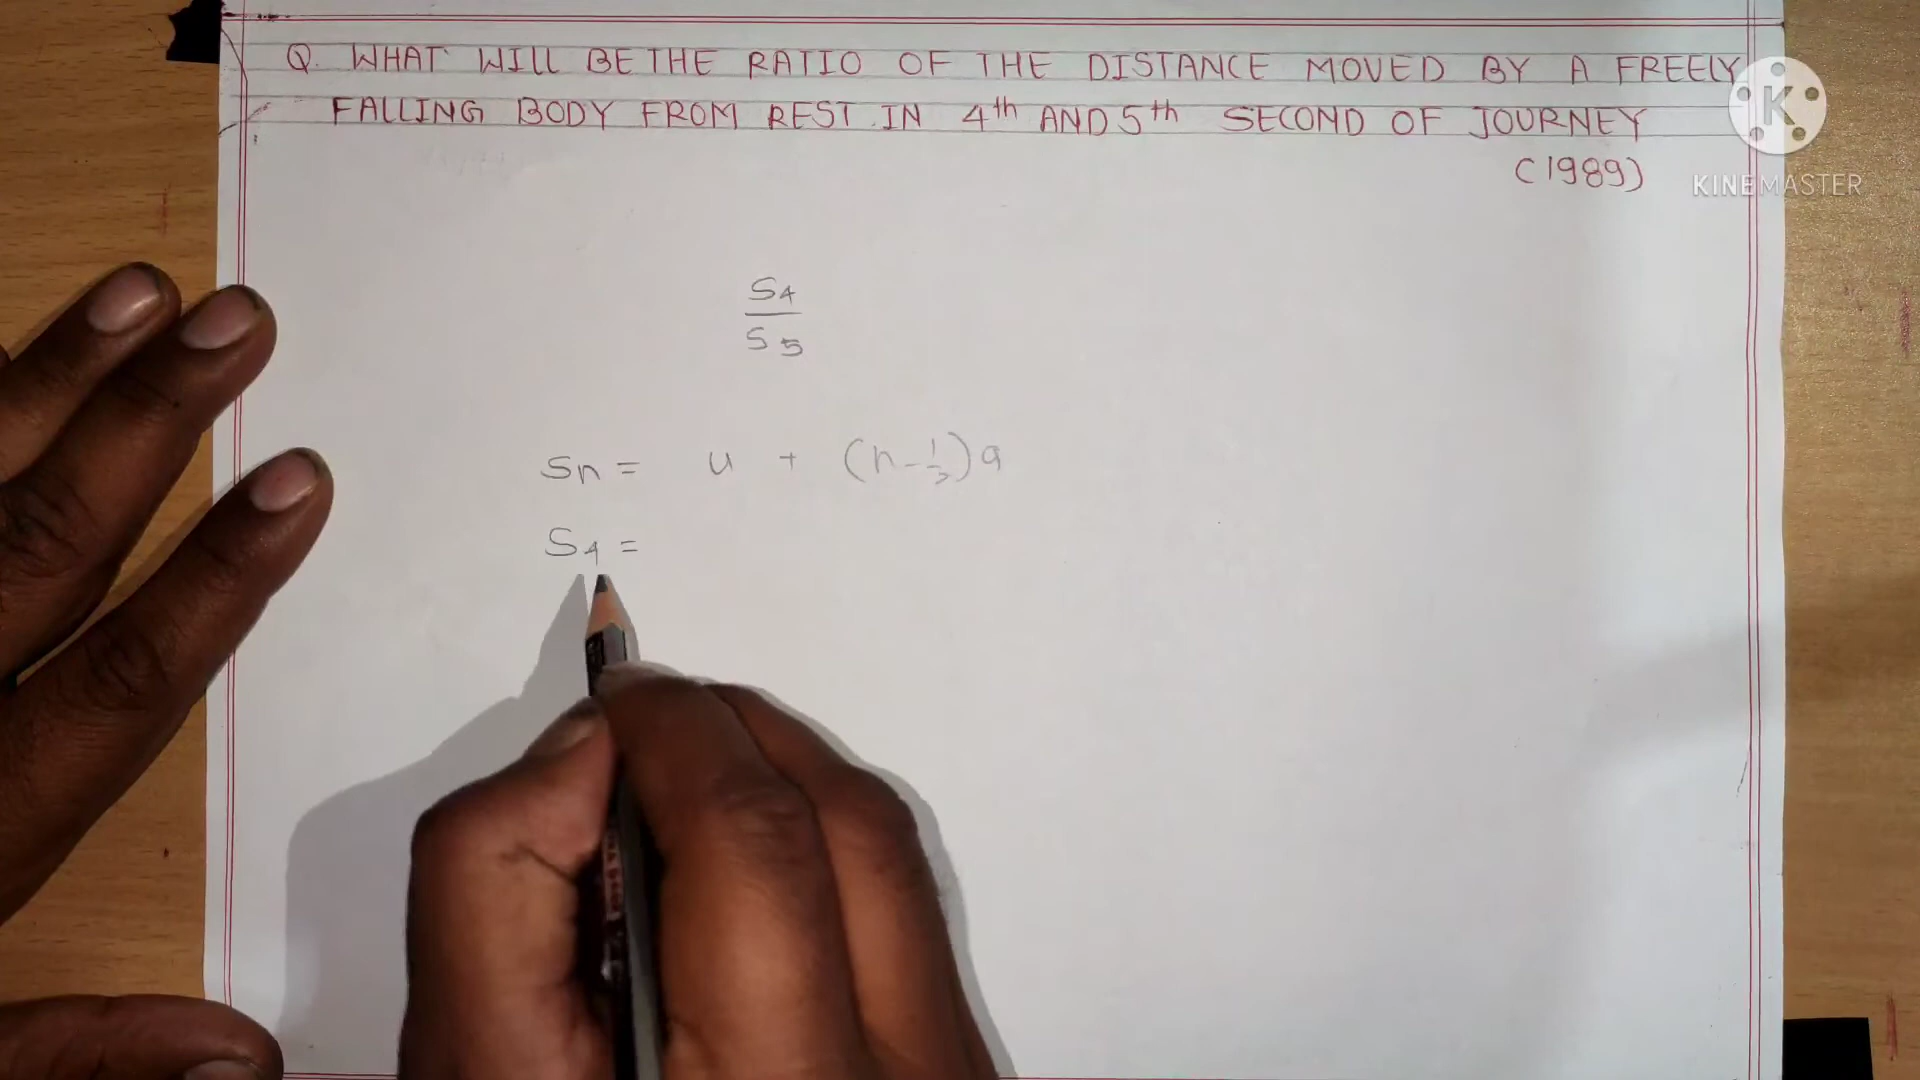 Q. WHAT WILL BE THE RATIO OF THE DISTANCE MOVED BY A FREELY
FALLING BODY FROM REST IN 4th AND 5th SECOND OF JOURNEY
(1989)
K
KINEMASTER
S4
S5
Sn = u + (n - 1/2)a
S4 =